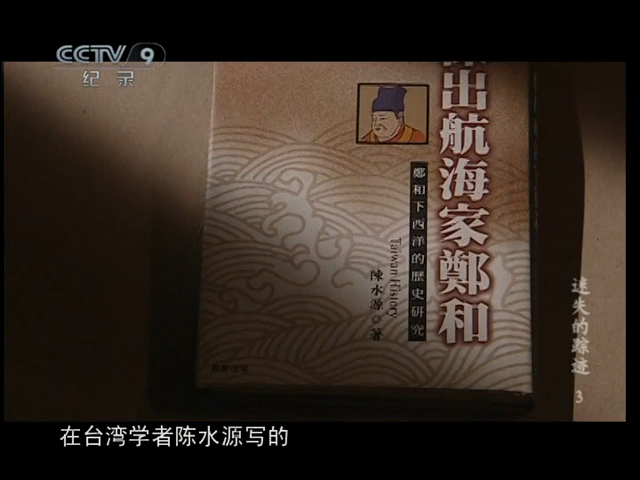 CCTV 9
纪录
出航海家鄭和
鄭和下西洋的歷史研究
Taiwan History
陳水源◎著
迷失的踪迹
3
在台湾学者陈水源写的